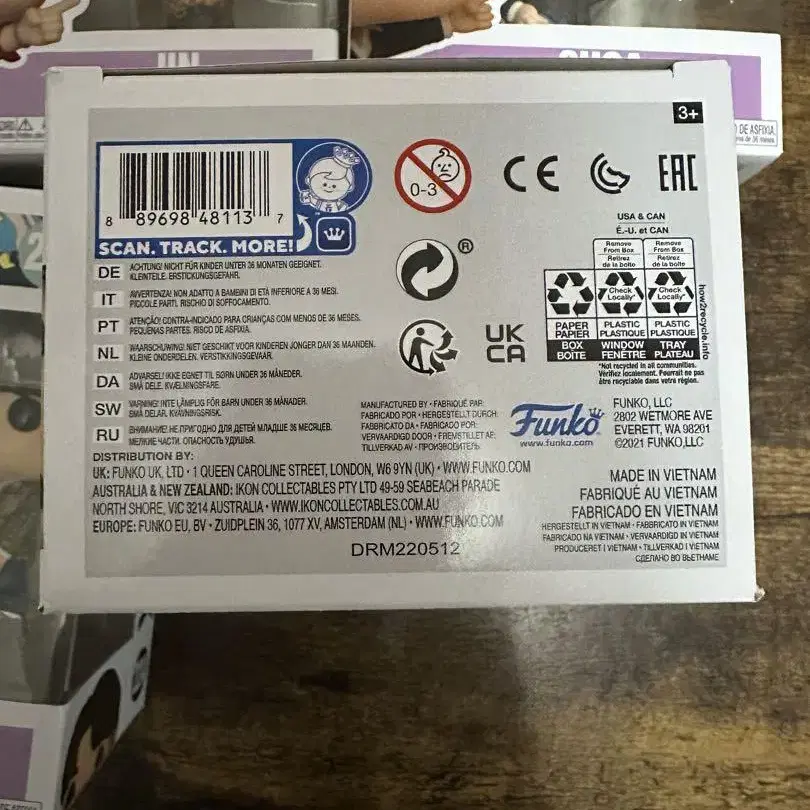 JIN
SUGA
DE ASFIXIA.
3+
8 89698 48113 7
SCAN. TRACK. MORE!
0-3
CE
EAC
®
UK
CA
USA & CAN
É.-U. et CAN
Remove From Box
Retirez de la boîte
Remove From Box
Retirez de la boîte
Check Locally*
Check Locally*
PAPER PAPIER
PLASTIC PLASTIQUE
PLASTIC PLASTIQUE
BOX BOÎTE
WINDOW FENÊTRE
TRAY PLATEAU
*Not recycled in all communities.
Vérifiez localement. Pourrait ne pas
être recyclable dans votre région.
how2recycle.info
DE ACHTUNG! NICHT FÜR KINDER UNTER 36 MONATEN GEEIGNET.
KLEINTEILE. ERSTICKUNGSGEFAHR.
IT AVVERTENZA! NON ADATTO A BAMBINI DI ETÀ INFERIORE A 36 MESI.
PICCOLE PARTI. RISCHIO DI SOFFOCAMENTO.
PT ATENÇÃO! CONTRA-INDICADO PARA CRIANÇAS COM MENOS DE 36 MESES.
PEQUENAS PARTES. RISCO DE ASFIXIA.
NL WAARSCHUWING! NIET GESCHIKT VOOR KINDEREN JONGER DAN 36 MAANDEN.
KLEINE ONDERDELEN. VERSTIKKINGSGEVAAR.
DA ADVARSEL! IKKE EGNET TIL BØRN UNDER 36 MÅNEDER.
SMÅ DELE. KVÆLNINGSFARE.
SW VARNING! INTE LÄMPLIG FÖR BARN UNDER 36 MÅNADER.
SMÅ DELAR. KVÄVNINGSRISK.
RU ВНИМАНИЕ! НЕ ПРИГОДНО ДЛЯ ДЕТЕЙ МЛАДШЕ 36 МЕСЯЦЕВ.
МЕЛКИЕ ЧАСТИ. ОПАСНОСТЬ УДУШЬЯ.
MANUFACTURED BY • FABRIQUÉ PAR:
FABRICADO POR • HERGESTELLT DURCH:
FABBRICATO DA • FABRICADO POR:
VERVAARDIGD DOOR • FREMSTILLET AF:
TILLVERKAD AV • ПРОИЗВОДИТЕЛЬ:
Funko
www.funko.com
FUNKO, LLC
2802 WETMORE AVE
EVERETT, WA 98201
©2021 FUNKO,LLC
DISTRIBUTION BY:
UK: FUNKO UK, LTD • 1 QUEEN CAROLINE STREET, LONDON, W6 9YN (UK) • WWW.FUNKO.COM
AUSTRALIA & NEW ZEALAND: IKON COLLECTABLES PTY LTD 49-59 SEABEACH PARADE
NORTH SHORE, VIC 3214 AUSTRALIA • WWW.IKONCOLLECTABLES.COM.AU
EUROPE: FUNKO EU, BV • ZUIDPLEIN 36, 1077 XV, AMSTERDAM (NL) • WWW.FUNKO.COM
MADE IN VIETNAM
FABRIQUÉ AU VIETNAM
FABRICADO EN VIETNAM
HERGESTELLT IN VIETNAM • FABBRICATO IN VIETNAM
FABRICADO NA VIETNAM • VERVAARDIGD IN VIETNAM
PRODUCERET I VIETNAM • TILLVERKAD I VIETNAM
СДЕЛАНО ВО ВЬЕТНАМЕ
DRM220512